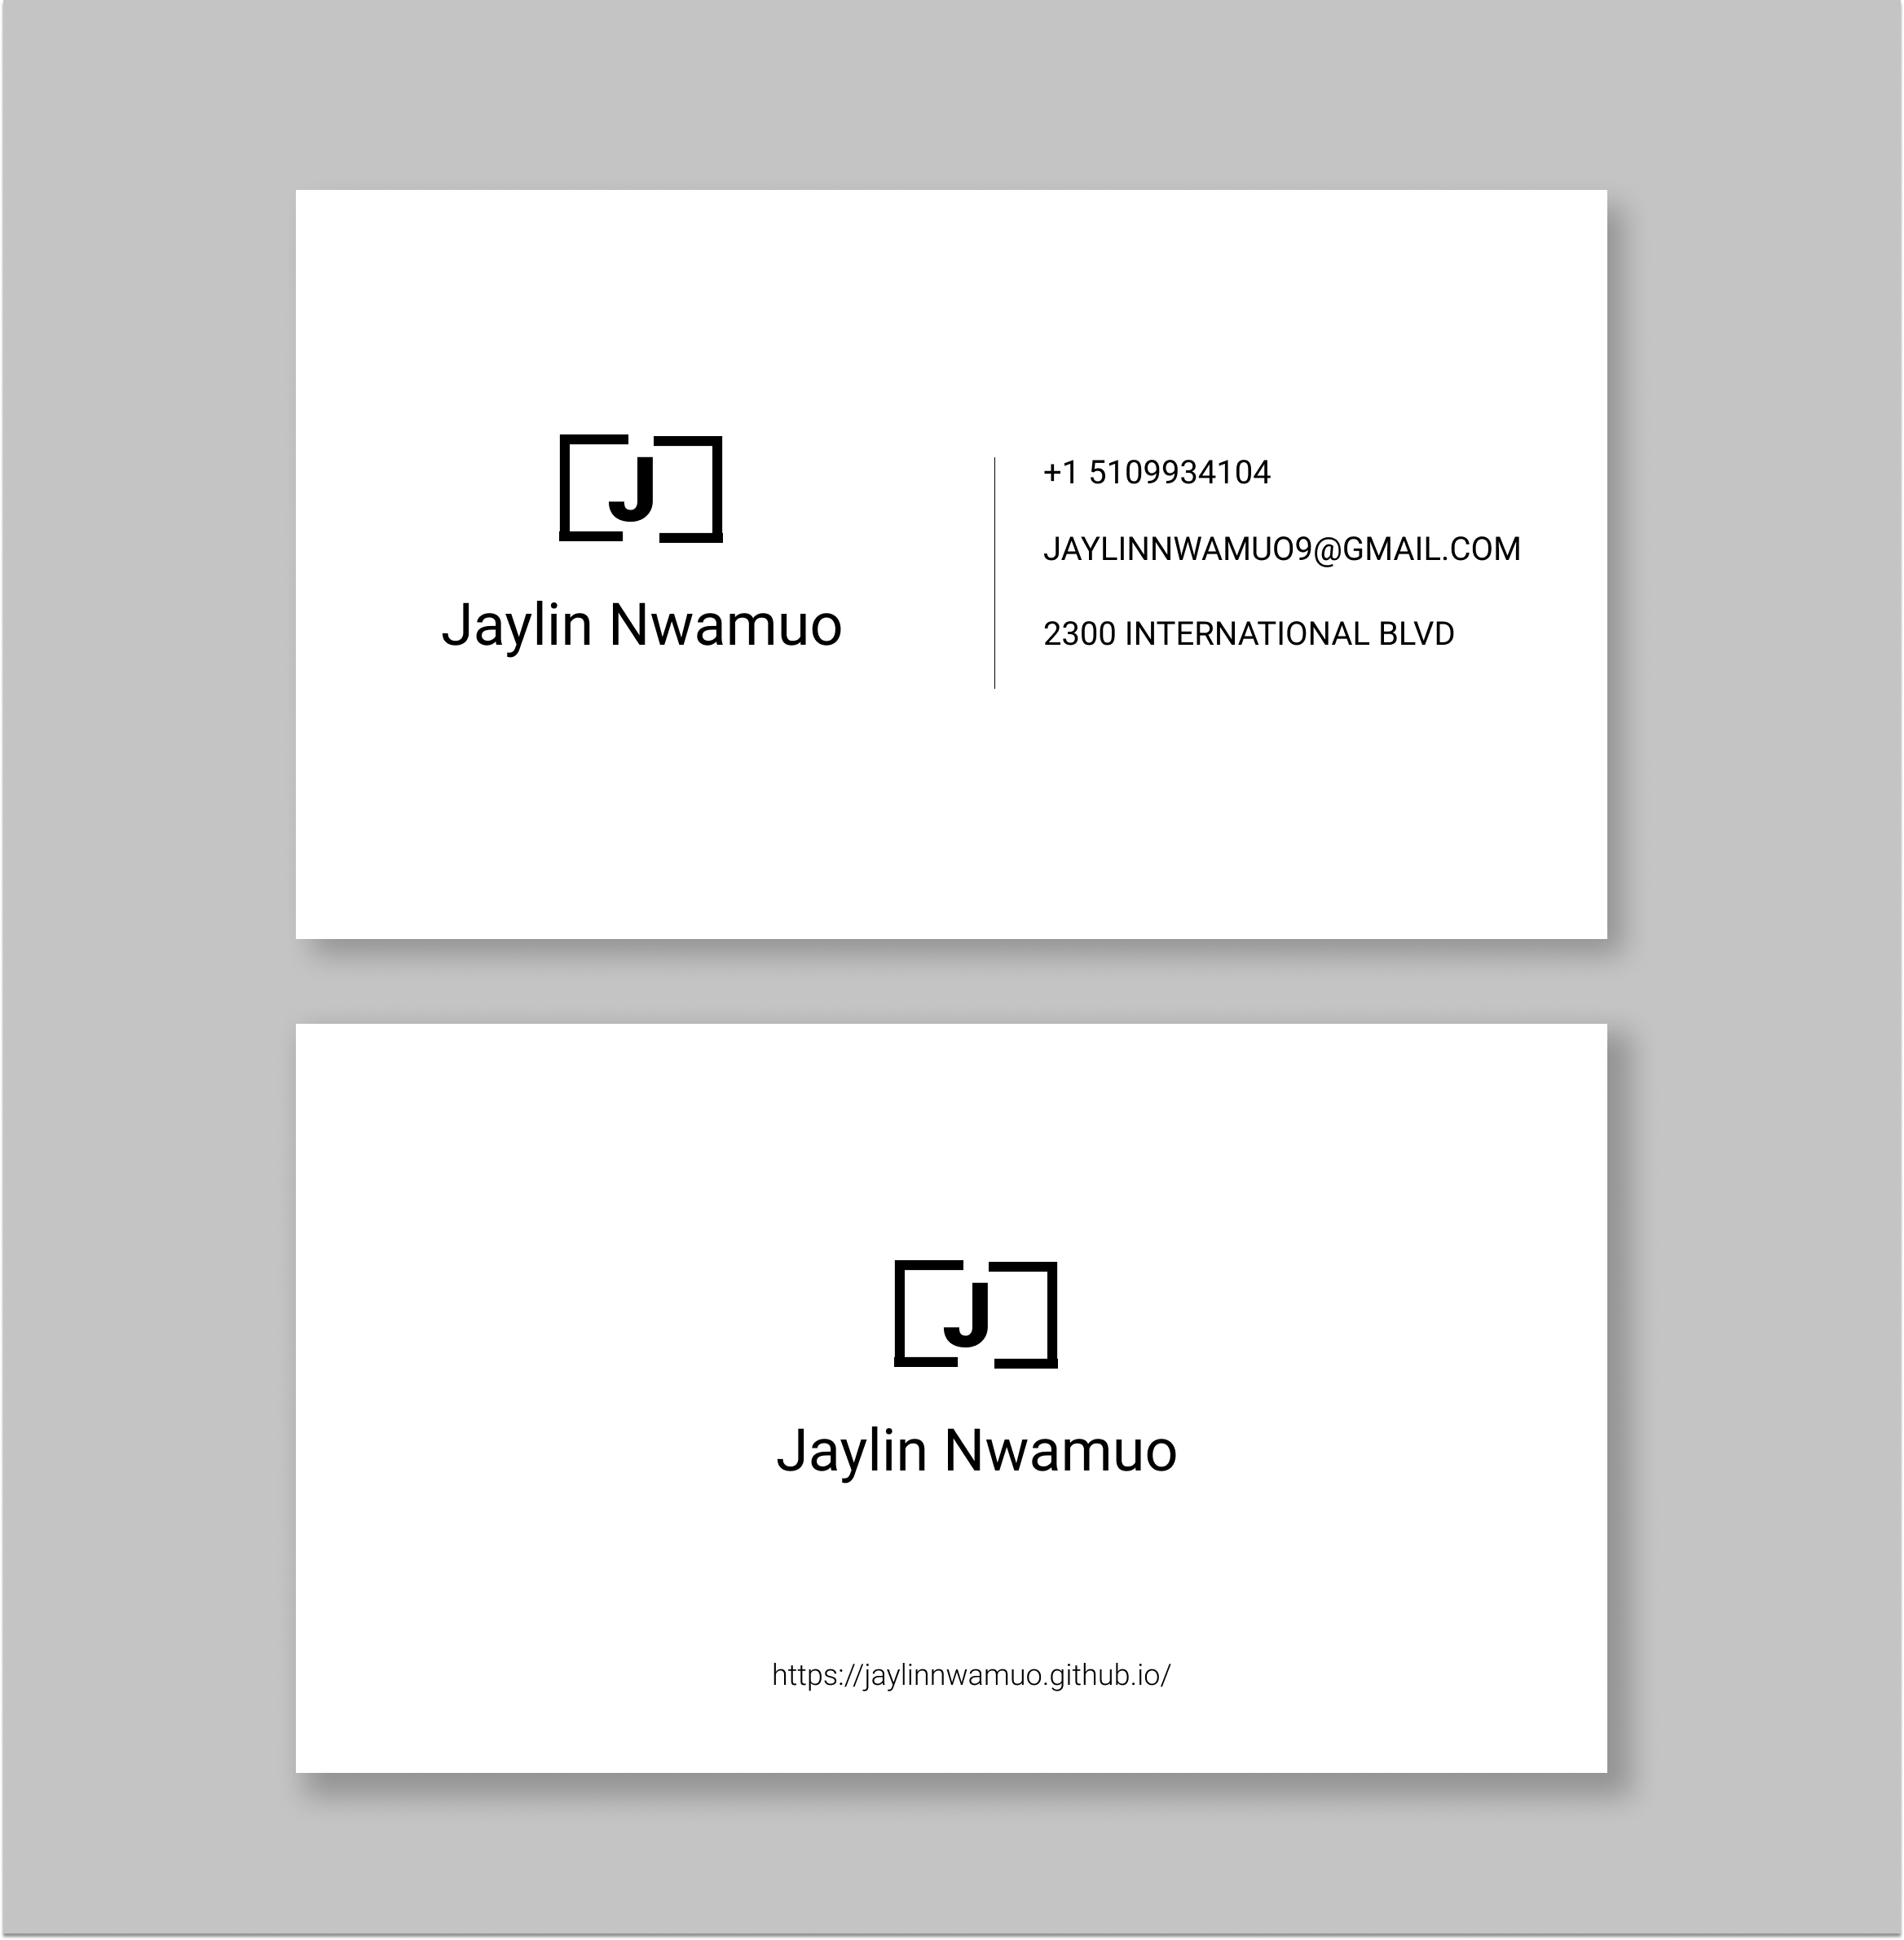 J
Jaylin Nwamuo
+1 5109934104
JAYLINNWAMUO9@GMAIL.COM
2300 INTERNATIONAL BLVD
J
Jaylin Nwamuo
https://jaylinnwamuo.github.io/